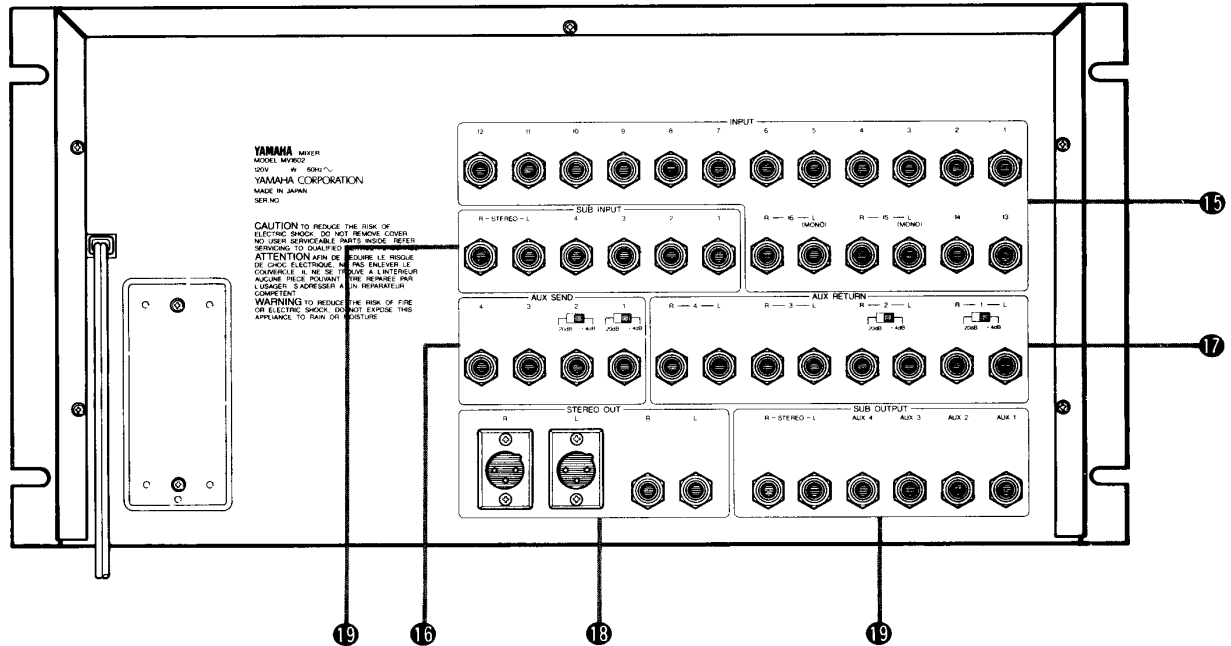 YAMAHA MIXER
MODEL MV1602
120V W 60Hz
YAMAHA CORPORATION
MADE IN JAPAN
SER NO
CAUTION TO REDUCE THE RISK OF
ELECTRIC SHOCK. DO NOT REMOVE COVER
NO USER SERVICEABLE PARTS INSIDE REFER
SERVICING TO QUALIFIED
ATTENTION AFIN DE REDUIRE LE RISQUE
DE CHOC ELECTRIQUE, NE PAS ENLEVER LE
COUVERCLE IL NE SE TROUVE A L INTERIEUR
AUCUNE PIECE POUVANT ETRE REPAREE PAR
L USAGER S ADRESSER A UN REPARATEUR
COMPETENT
WARNING TO REDUCE THE RISK OF FIRE
OR ELECTRIC SHOCK, DO NOT EXPOSE THIS
APPLIANCE TO RAIN OR MOISTURE
INPUT
12 11 10 9 8 7 6 5 4 3 2 1
SUB INPUT
R - STEREO - L 4 3 2 1
R 16 L (MONO) R 15 L (MONO) 14 13
AUX SEND
4 3 2 1
20dB -4dB 20dB -4dB
AUX RETURN
R 4 L R 3 L R 2 L R 1 L
20dB -4dB 20dB -4dB
STEREO OUT
R L R L
SUB OUTPUT
R - STEREO - L AUX 4 AUX 3 AUX 2 AUX 1
15
17
19 16 18 19